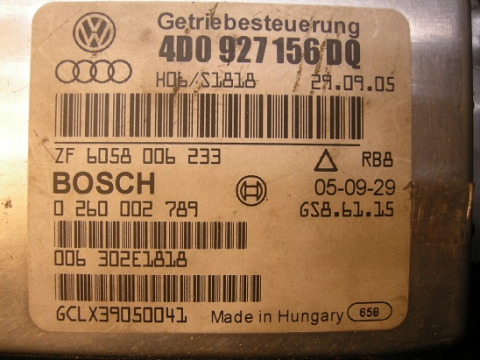 Getriebesteuerung
4D0 927 156 DQ
H06/S1818 29.09.05
ZF 6058 006 233 RB8
BOSCH 05-09-29
0 260 002 789 GS8.61.15
006 302E1818
GCLX39050041 Made in Hungary 658